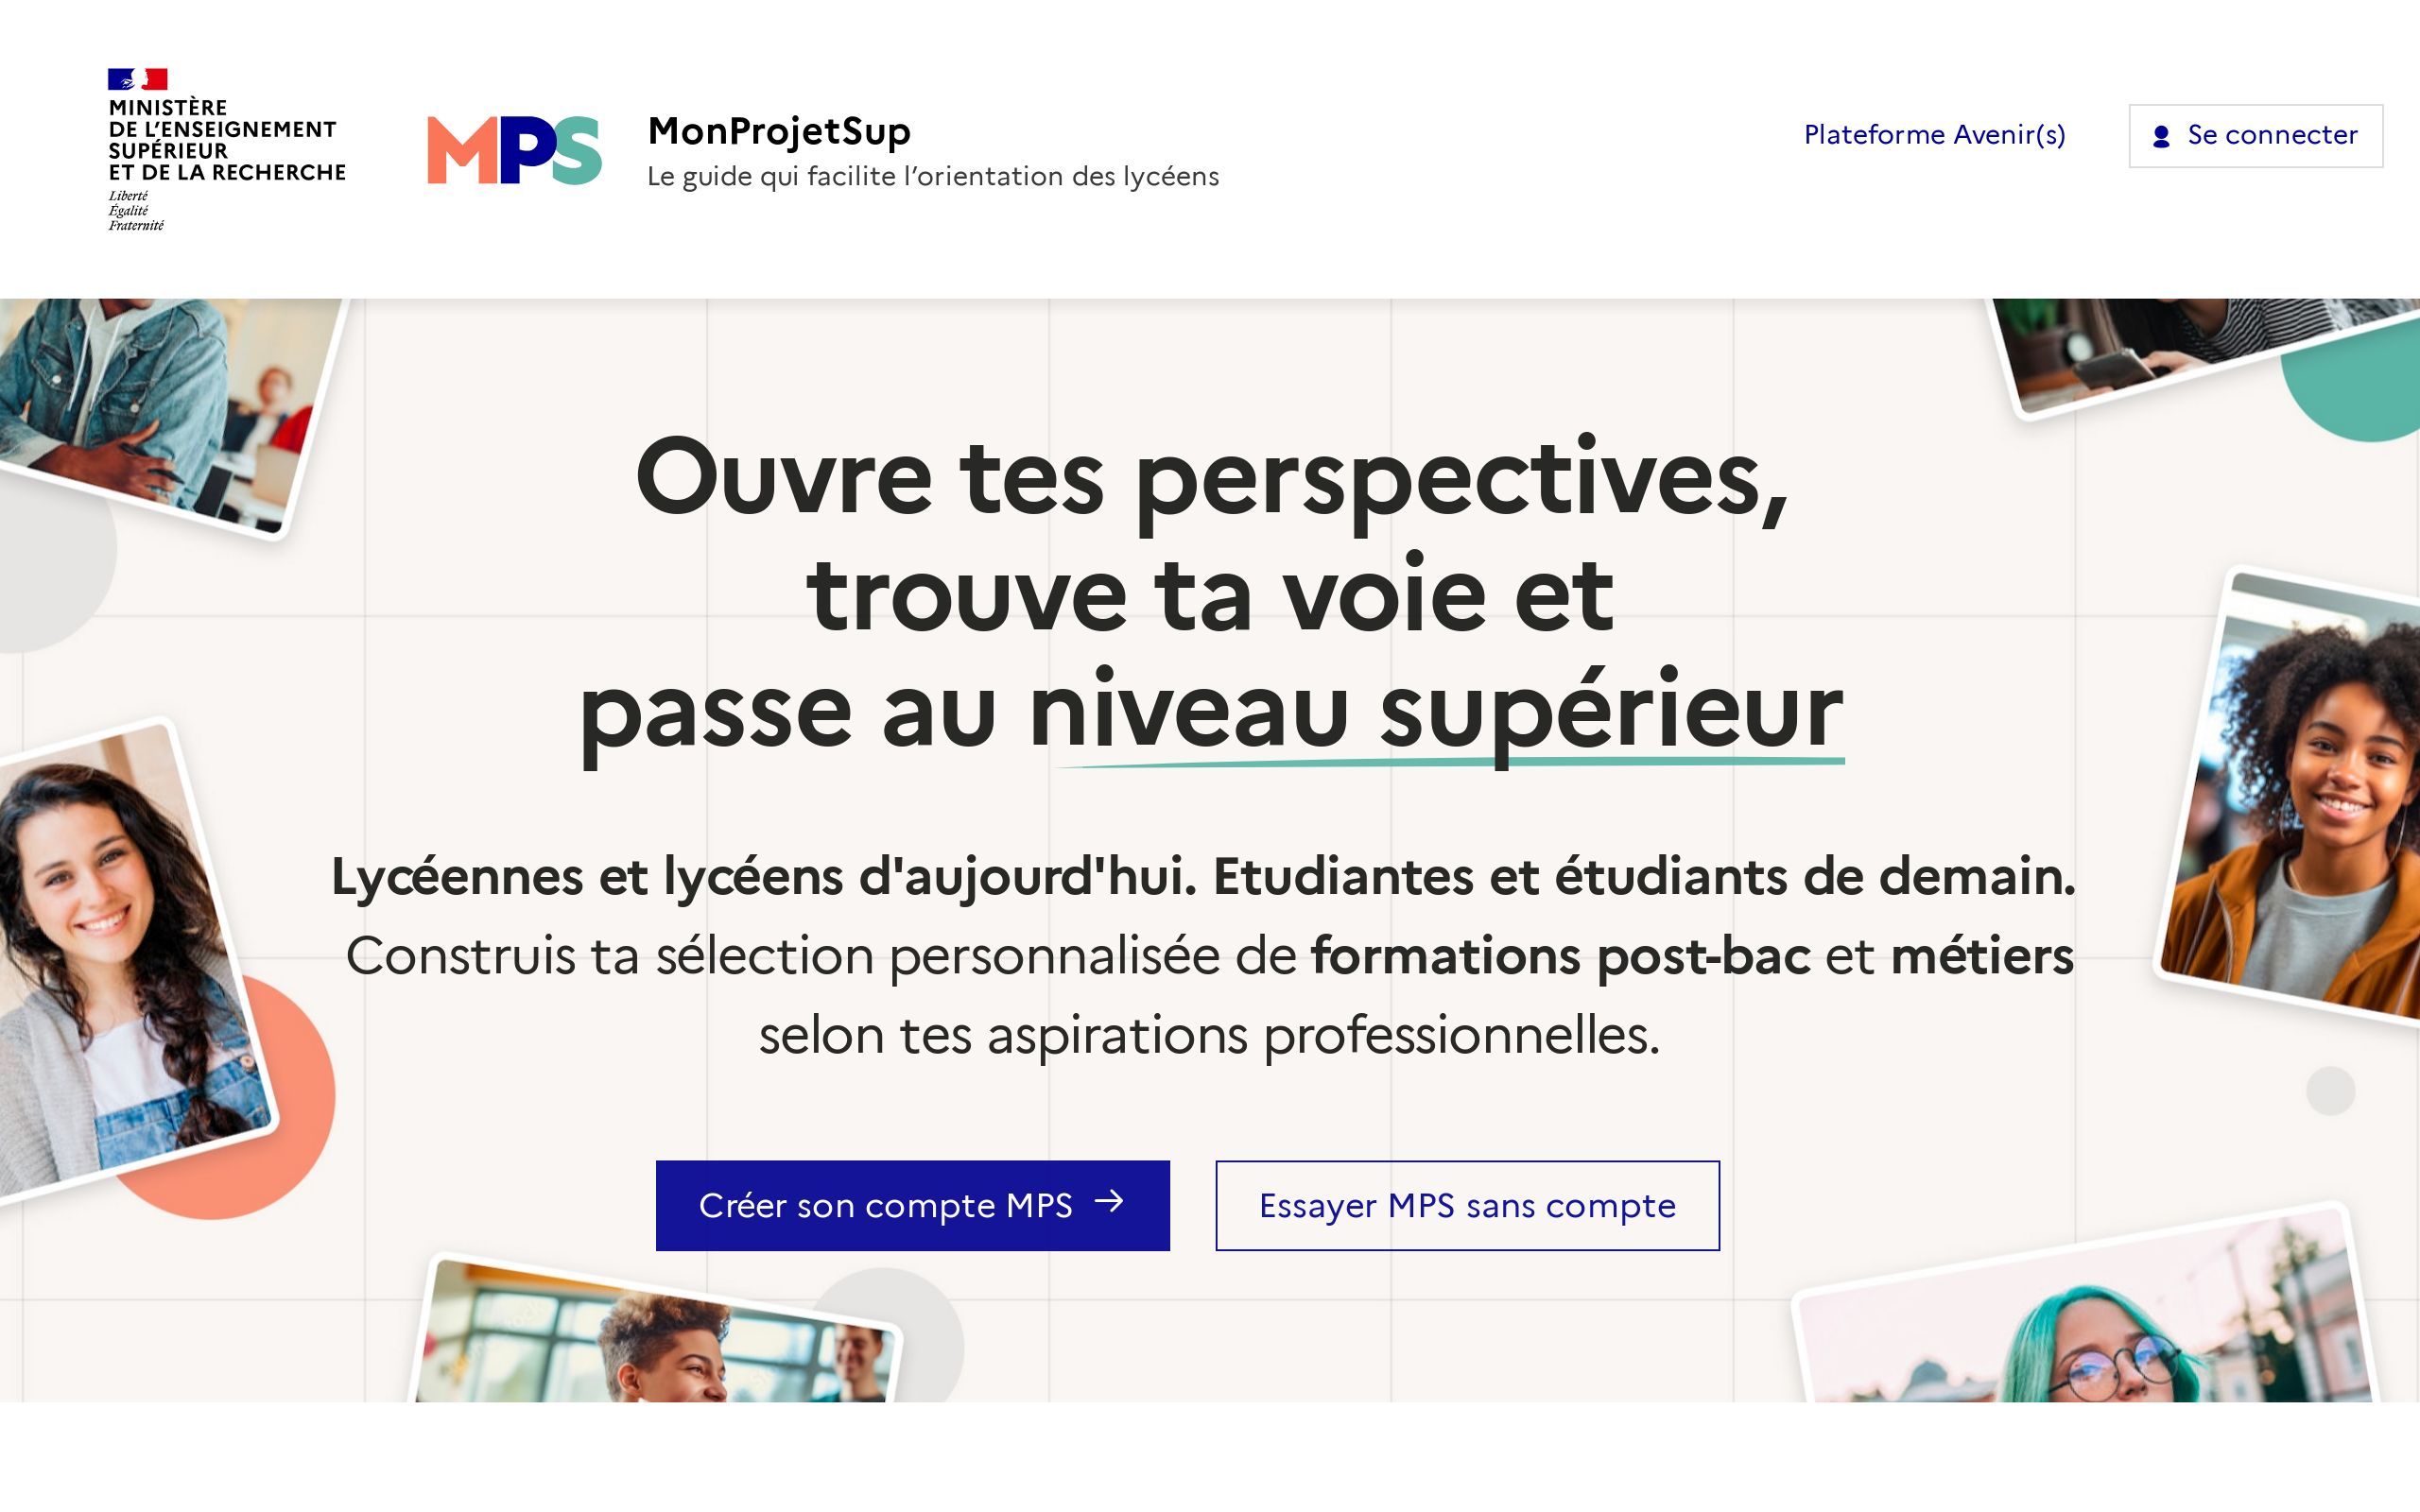 MINISTÈRE
DE L'ENSEIGNEMENT
SUPÉRIEUR
ET DE LA RECHERCHE
Liberté
Égalité
Fraternité
MPS
MonProjetSup
Le guide qui facilite l’orientation des lycéens
Plateforme Avenir(s)
Se connecter
Ouvre tes perspectives,
trouve ta voie et
passe au niveau supérieur
Lycéennes et lycéens d'aujourd'hui. Etudiantes et étudiants de demain.
Construis ta sélection personnalisée de formations post-bac et métiers
selon tes aspirations professionnelles.
Créer son compte MPS →
Essayer MPS sans compte